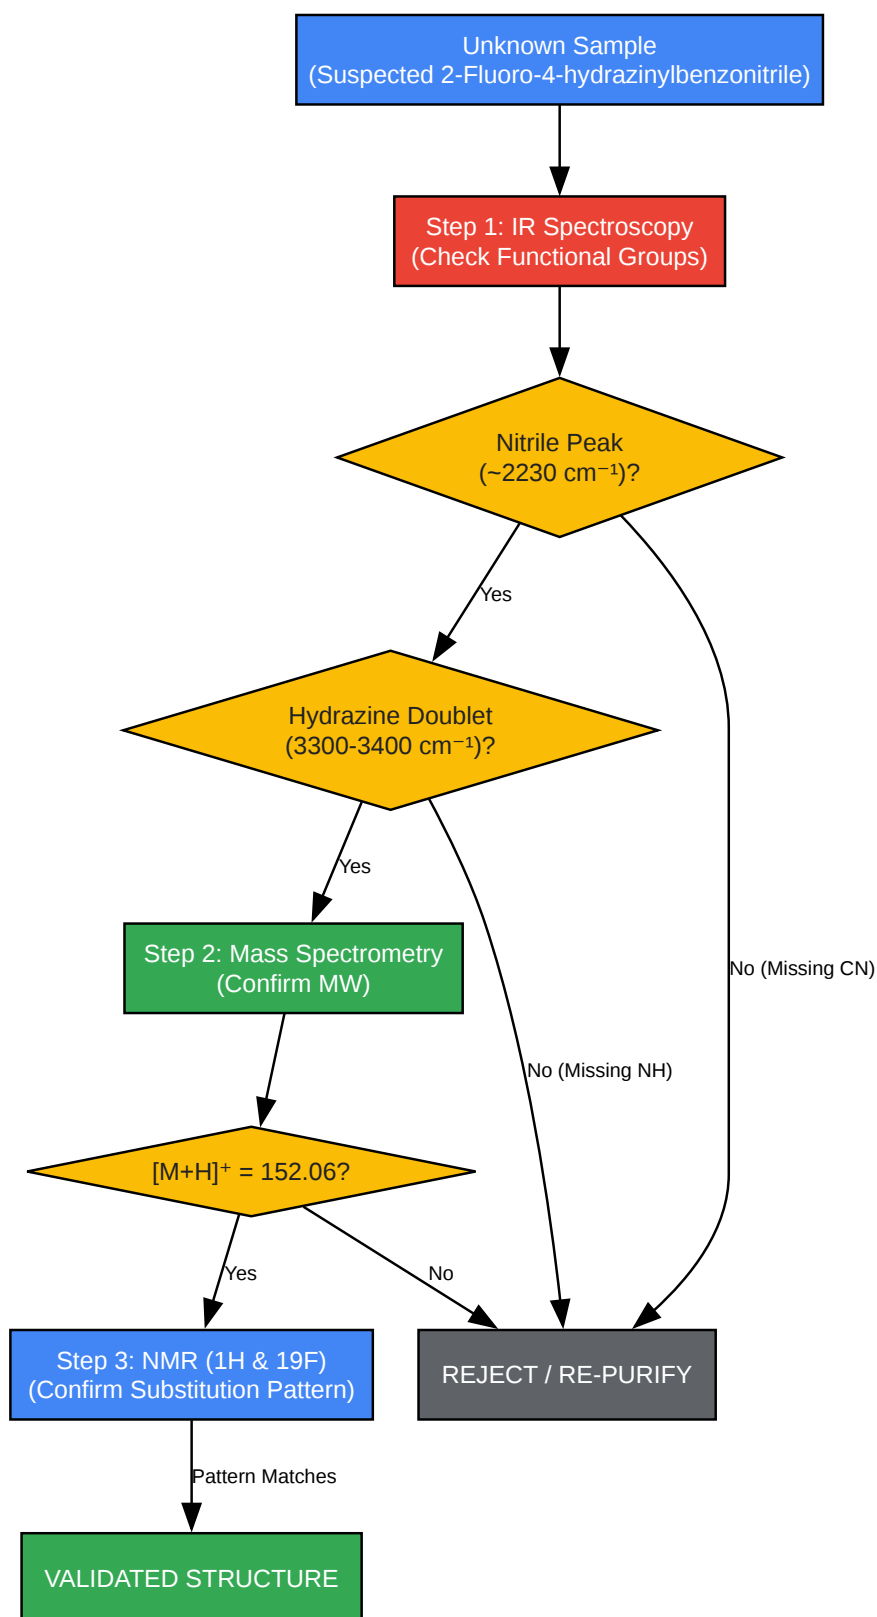 Unknown Sample
(Suspected 2-Fluoro-4-hydrazinylbenzonitrile)
Step 1: IR Spectroscopy
(Check Functional Groups)
Nitrile Peak
(~2230 cm⁻¹)?
Yes
Hydrazine Doublet
(3300-3400 cm⁻¹)?
Yes
Step 2: Mass Spectrometry
(Confirm MW)
No (Missing CN)
No (Missing NH)
[M+H]⁺ = 152.06?
Yes
No
Step 3: NMR (1H & 19F)
(Confirm Substitution Pattern)
REJECT / RE-PURIFY
Pattern Matches
VALIDATED STRUCTURE